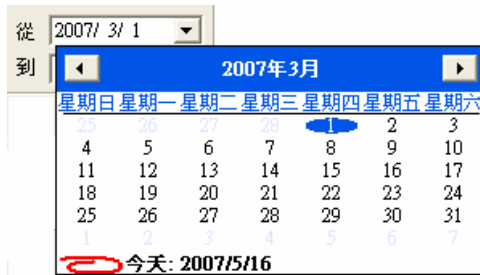 從 2007/ 3/ 1
到
2007年3月
星期日 星期一 星期二 星期三 星期四 星期五 星期六
25 26 27 28 1 2 3
4 5 6 7 8 9 10
11 12 13 14 15 16 17
18 19 20 21 22 23 24
25 26 27 28 29 30 31
1 2 3 4 5 6 7
今天: 2007/5/16